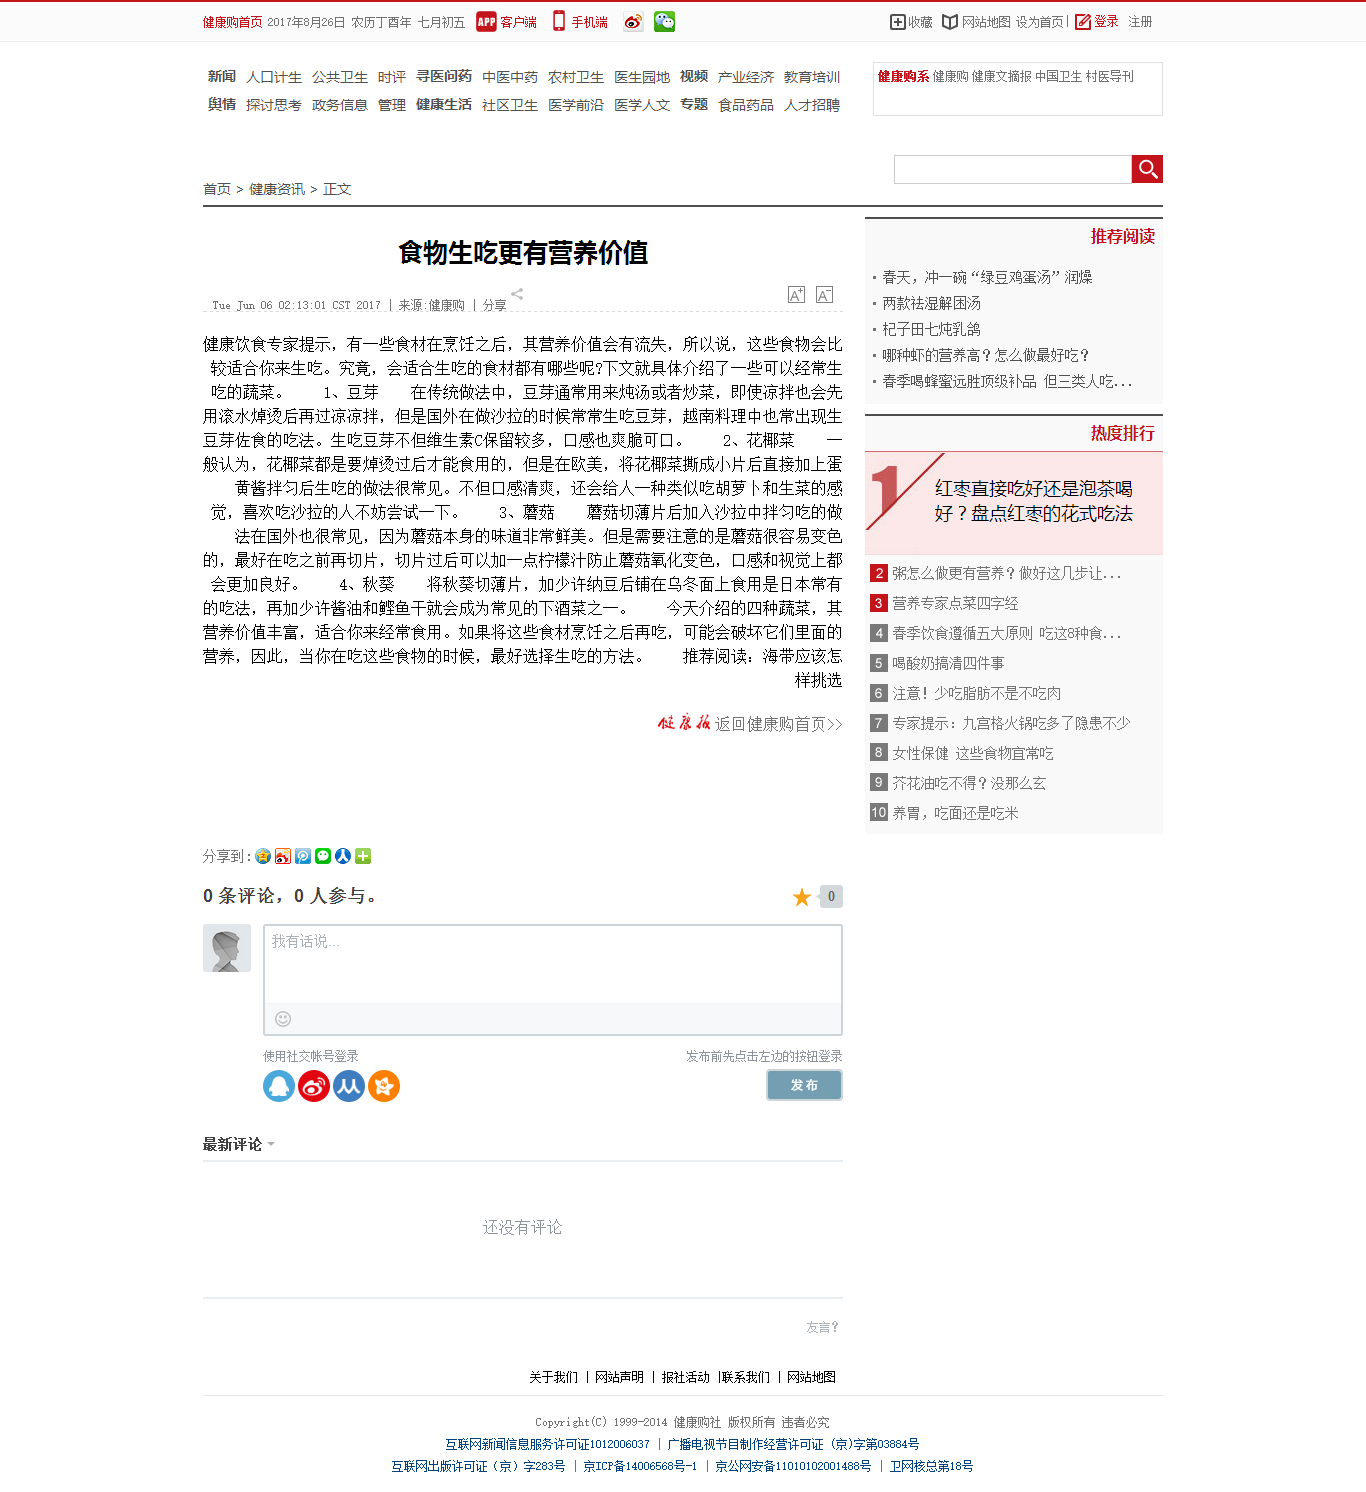 健康购首页 2017年8月26日 农历丁酉年 七月初五 APP 客户端 手机端 收藏 网站地图 设为首页| 登录 注册
新闻 人口计生 公共卫生 时评 寻医问药 中医中药 农村卫生 医生园地 视频 产业经济 教育培训
舆情 探讨思考 政务信息 管理 健康生活 社区卫生 医学前沿 医学人文 专题 食品药品 人才招聘
健康购系 健康购 健康文摘报 中国卫生 村医导刊
首页 > 健康资讯 > 正文
食物生吃更有营养价值
Tue Jun 06 02:13:01 CST 2017 | 来源:健康购 | 分享
A+ A-
健康饮食专家提示，有一些食材在烹饪之后，其营养价值会有流失，所以说，这些食物会比
较适合你来生吃。究竟，会适合生吃的食材都有哪些呢?下文就具体介绍了一些可以经常生
吃的蔬菜。 1、豆芽 在传统做法中，豆芽通常用来炖汤或者炒菜，即使凉拌也会先
用滚水焯烫后再过凉凉拌，但是国外在做沙拉的时候常常生吃豆芽，越南料理中也常出现生
豆芽佐食的吃法。生吃豆芽不但维生素C保留较多，口感也爽脆可口。 2、花椰菜 一
般认为，花椰菜都是要焯烫过后才能食用的，但是在欧美，将花椰菜撕成小片后直接加上蛋
黄酱拌匀后生吃的做法很常见。不但口感清爽，还会给人一种类似吃胡萝卜和生菜的感
觉，喜欢吃沙拉的人不妨尝试一下。 3、蘑菇 蘑菇切薄片后加入沙拉中拌匀吃的做
法在国外也很常见，因为蘑菇本身的味道非常鲜美。但是需要注意的是蘑菇很容易变色
的，最好在吃之前再切片，切片过后可以加一点柠檬汁防止蘑菇氧化变色，口感和视觉上都
会更加良好。 4、秋葵 将秋葵切薄片，加少许纳豆后铺在乌冬面上食用是日本常有
的吃法，再加少许酱油和鲣鱼干就会成为常见的下酒菜之一。 今天介绍的四种蔬菜，其
营养价值丰富，适合你来经常食用。如果将这些食材烹饪之后再吃，可能会破坏它们里面的
营养，因此，当你在吃这些食物的时候，最好选择生吃的方法。 推荐阅读：海带应该怎
样挑选
健康报 返回健康购首页>>
推荐阅读
春天，冲一碗“绿豆鸡蛋汤”润燥
两款祛湿解困汤
杞子田七炖乳鸽
哪种虾的营养高？怎么做最好吃？
春季喝蜂蜜远胜顶级补品 但三类人吃...
热度排行
1 红枣直接吃好还是泡茶喝
好？盘点红枣的花式吃法
2 粥怎么做更有营养？做好这几步让...
3 营养专家点菜四字经
4 春季饮食遵循五大原则 吃这8种食...
5 喝酸奶搞清四件事
6 注意！少吃脂肪不是不吃肉
7 专家提示：九宫格火锅吃多了隐患不少
8 女性保健 这些食物宜常吃
9 芥花油吃不得？没那么玄
10 养胃，吃面还是吃米
分享到:
0 条评论，0 人参与。
0
我有话说...
使用社交帐号登录
发布前先点击左边的按钮登录
发布
最新评论
还没有评论
友言?
关于我们 | 网站声明 | 报社活动 |联系我们 | 网站地图
Copyright(C) 1999-2014 健康购社 版权所有 违者必究
互联网新闻信息服务许可证1012006037 | 广播电视节目制作经营许可证 (京)字第03884号
互联网出版许可证（京）字283号 | 京ICP备14006568号-1 | 京公网安备11010102001488号 | 卫网核总第18号